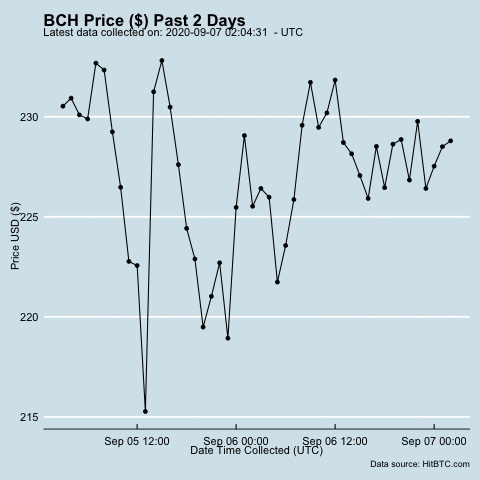 BCH Price ($) Past 2 Days
Latest data collected on: 2020-09-07 02:04:31 - UTC
230
225
220
215
Price USD ($)
Sep 05 12:00 Sep 06 00:00 Sep 06 12:00 Sep 07 00:00
Date Time Collected (UTC)
Data source: HitBTC.com